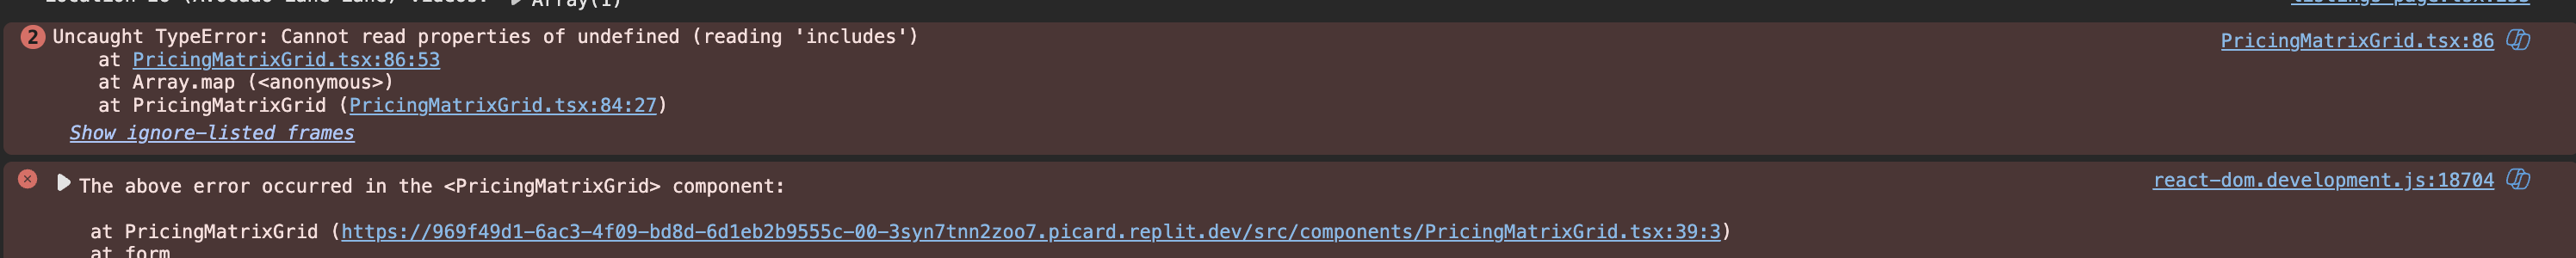 Array(1)
2 Uncaught TypeError: Cannot read properties of undefined (reading 'includes') PricingMatrixGrid.tsx:86
at PricingMatrixGrid.tsx:86:53
at Array.map (<anonymous>)
at PricingMatrixGrid (PricingMatrixGrid.tsx:84:27)
Show ignore-listed frames
The above error occurred in the <PricingMatrixGrid> component: react-dom.development.js:18704
at PricingMatrixGrid (https://969f49d1-6ac3-4f09-bd8d-6d1eb2b9555c-00-3syn7tnn2zoo7.picard.replit.dev/src/components/PricingMatrixGrid.tsx:39:3)
at form